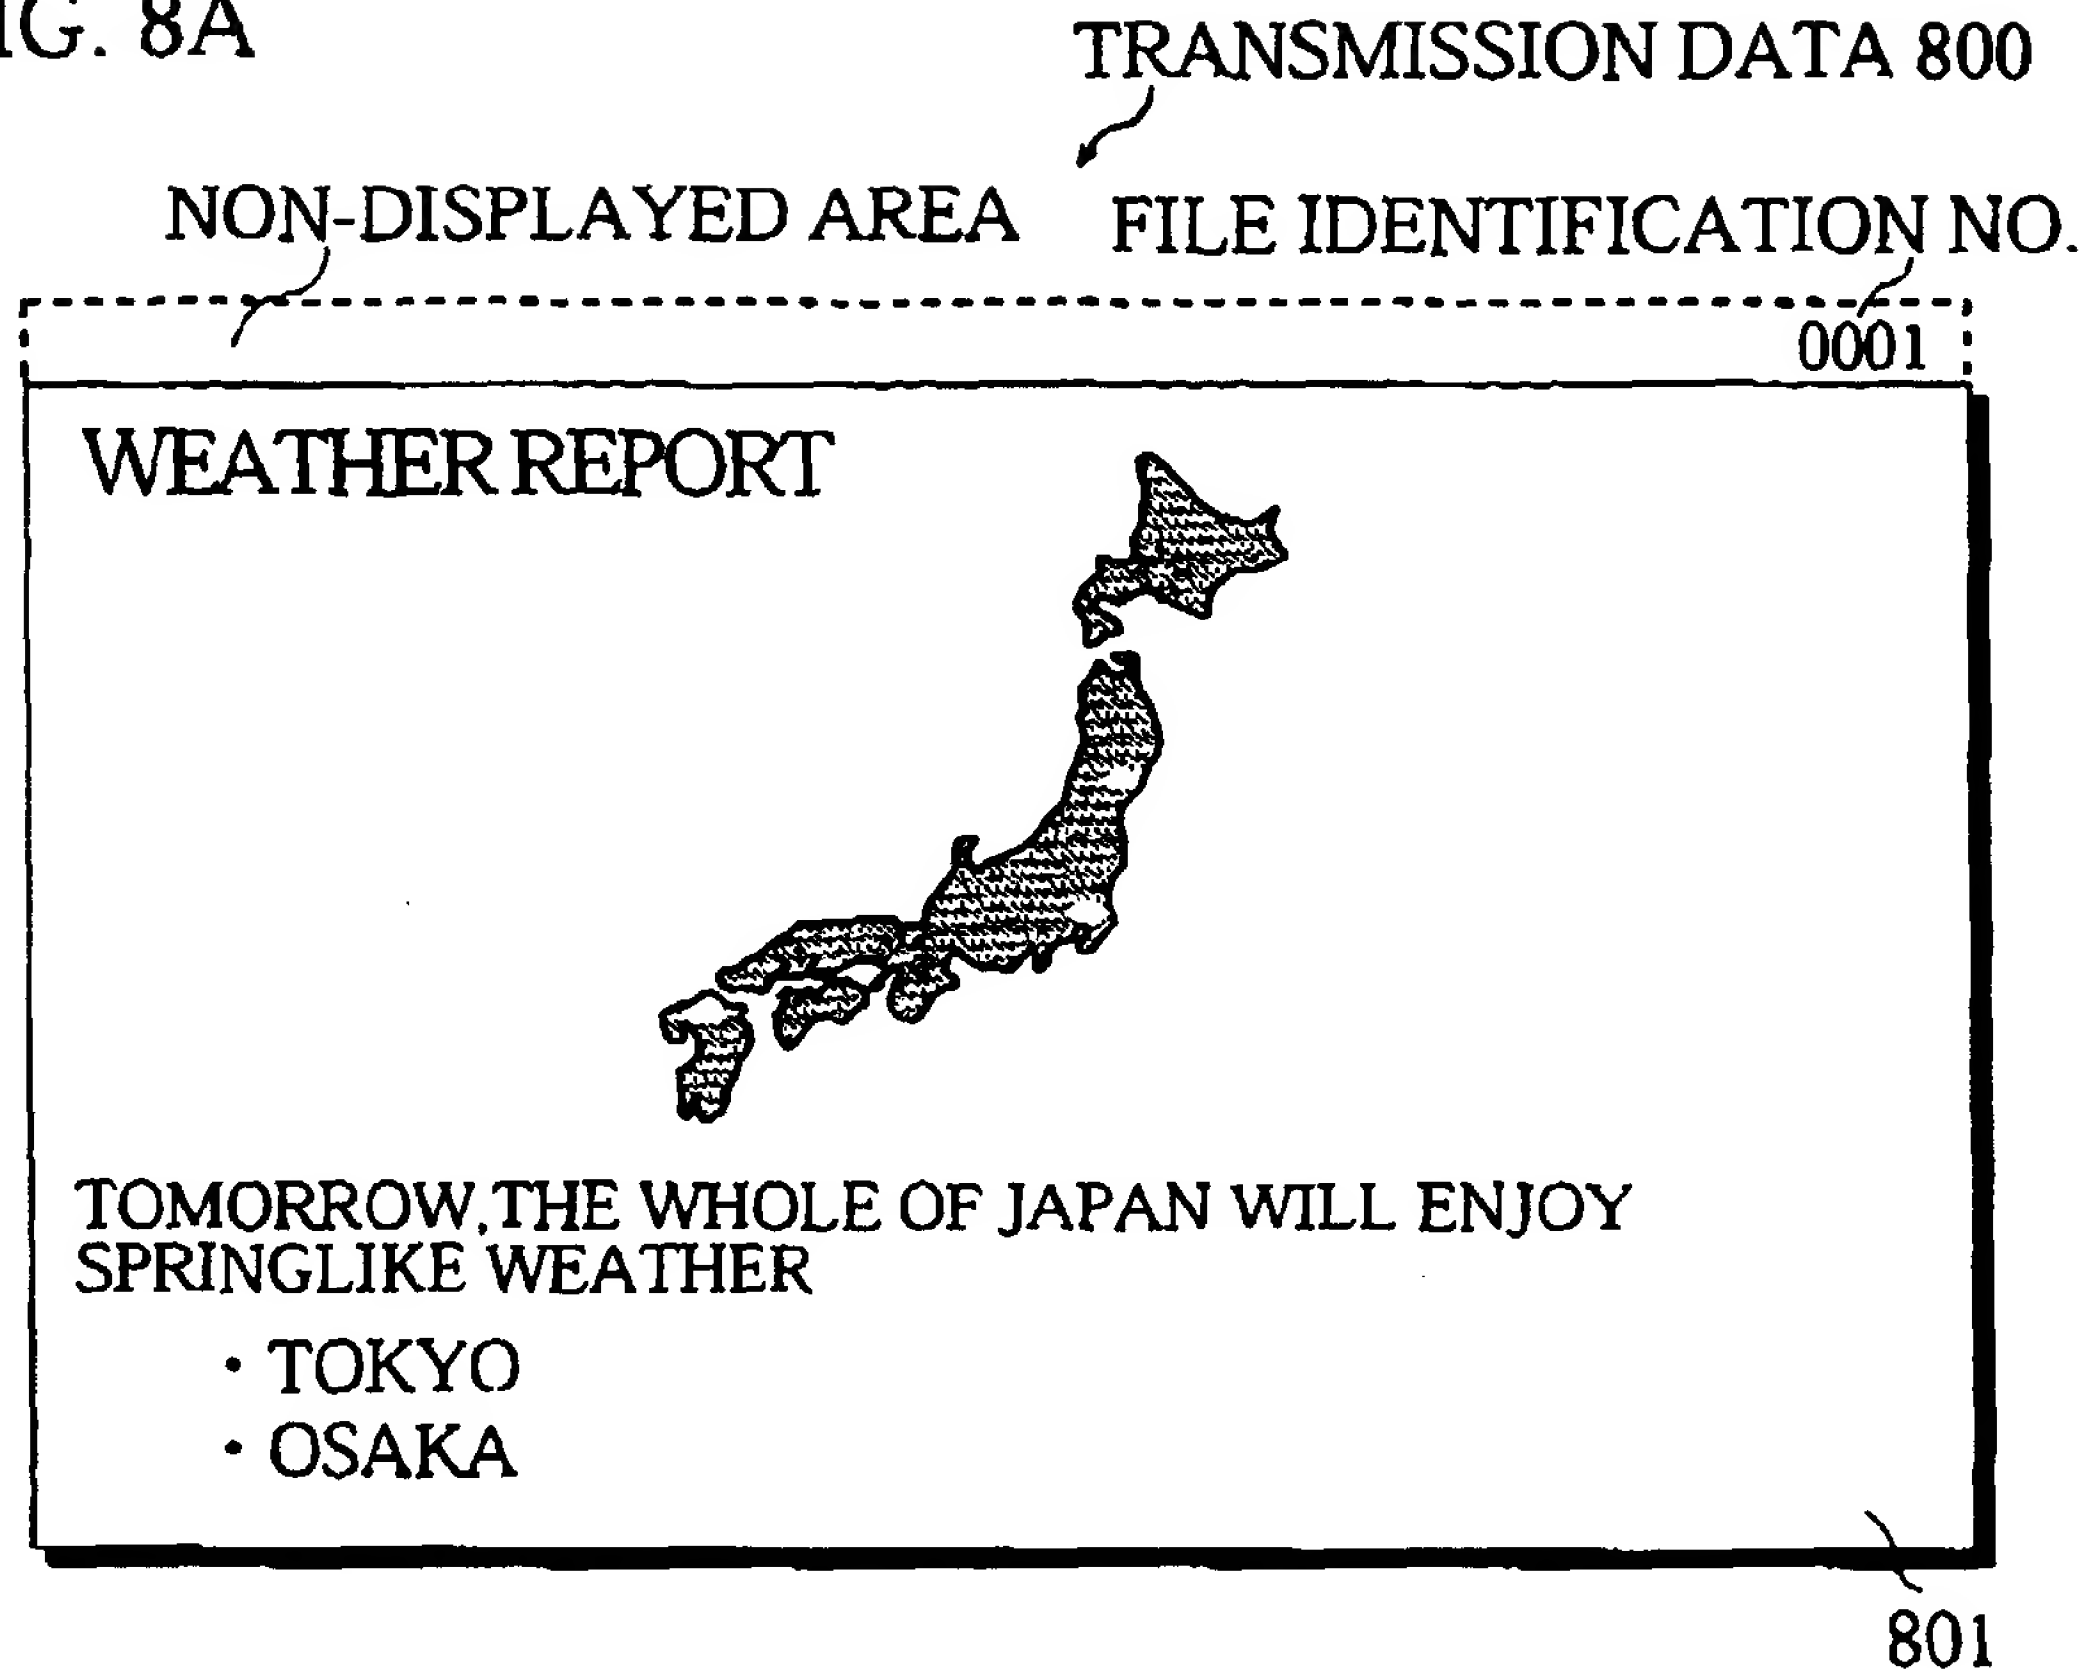 IG. 8A
TRANSMISSION DATA 800
NON-DISPLAYED AREA
FILE IDENTIFICATION NO.
0001
WEATHER REPORT
TOMORROW,THE WHOLE OF JAPAN WILL ENJOY
SPRINGLIKE WEATHER
・TOKYO
・OSAKA
801